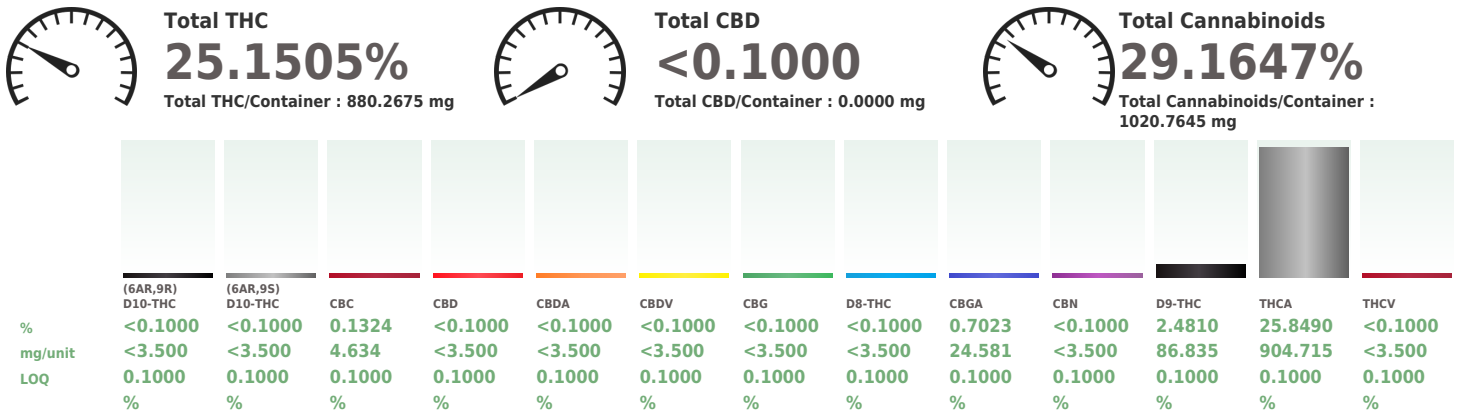 Total THC
25.1505%
Total THC/Container : 880.2675 mg
Total CBD
<0.1000
Total CBD/Container : 0.0000 mg
Total Cannabinoids
29.1647%
Total Cannabinoids/Container :
1020.7645 mg
(6AR,9R) (6AR,9S)
D10-THC D10-THC CBC CBD CBDA CBDV CBG D8-THC CBGA CBN D9-THC THCA THCV
% <0.1000 <0.1000 0.1324 <0.1000 <0.1000 <0.1000 <0.1000 <0.1000 0.7023 <0.1000 2.4810 25.8490 <0.1000
mg/unit <3.500 <3.500 4.634 <3.500 <3.500 <3.500 <3.500 <3.500 24.581 <3.500 86.835 904.715 <3.500
LOQ 0.1000 0.1000 0.1000 0.1000 0.1000 0.1000 0.1000 0.1000 0.1000 0.1000 0.1000 0.1000 0.1000
% % % % % % % % % % % % %